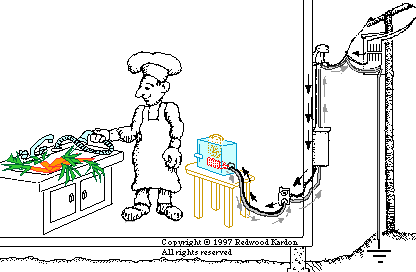 Copyright © 1997 Redwood Kardon
All rights reserved